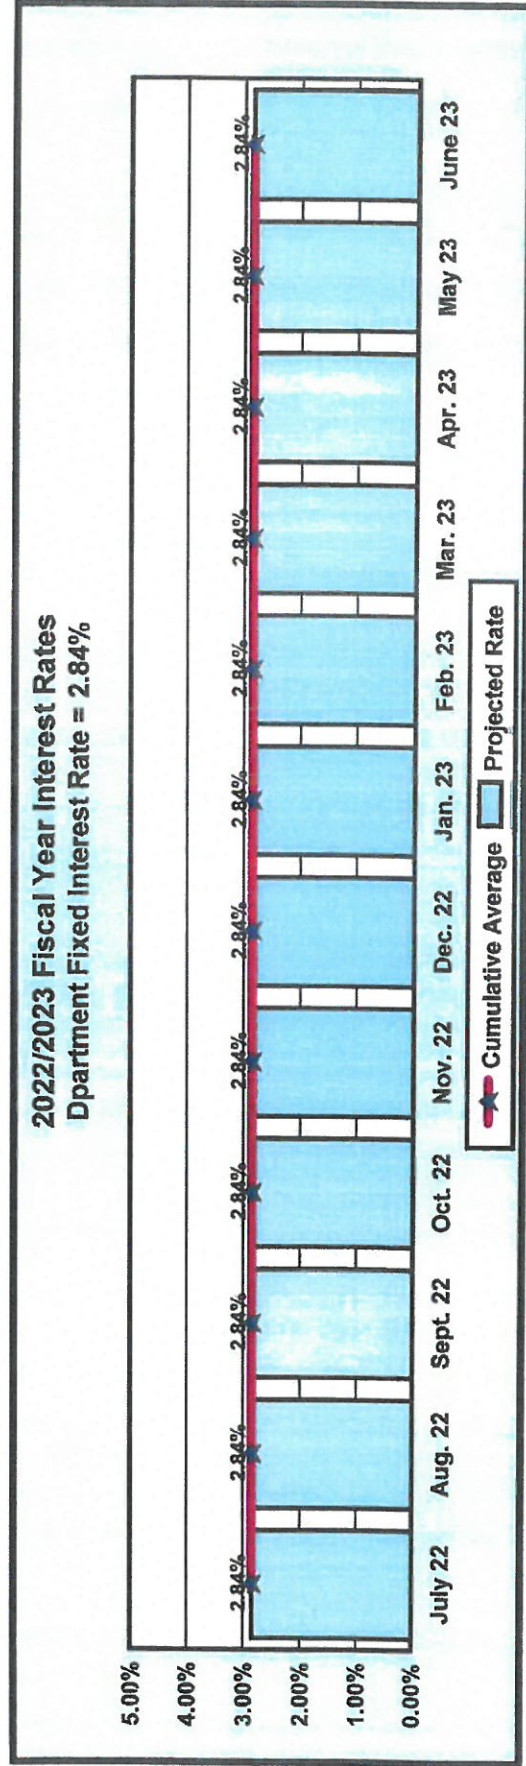 2022/2023 Fiscal Year Interest Rates
Dpartment Fixed Interest Rate = 2.84%
5.00%
4.00%
3.00%
2.00%
1.00%
0.00%
2.84% 2.84% 2.84% 2.84% 2.84% 2.84% 2.84% 2.84% 2.84% 2.84% 2.84% 2.84%
July 22 Aug. 22 Sept. 22 Oct. 22 Nov. 22 Dec. 22 Jan. 23 Feb. 23 Mar. 23 Apr. 23 May 23 June 23
Cumulative Average Projected Rate